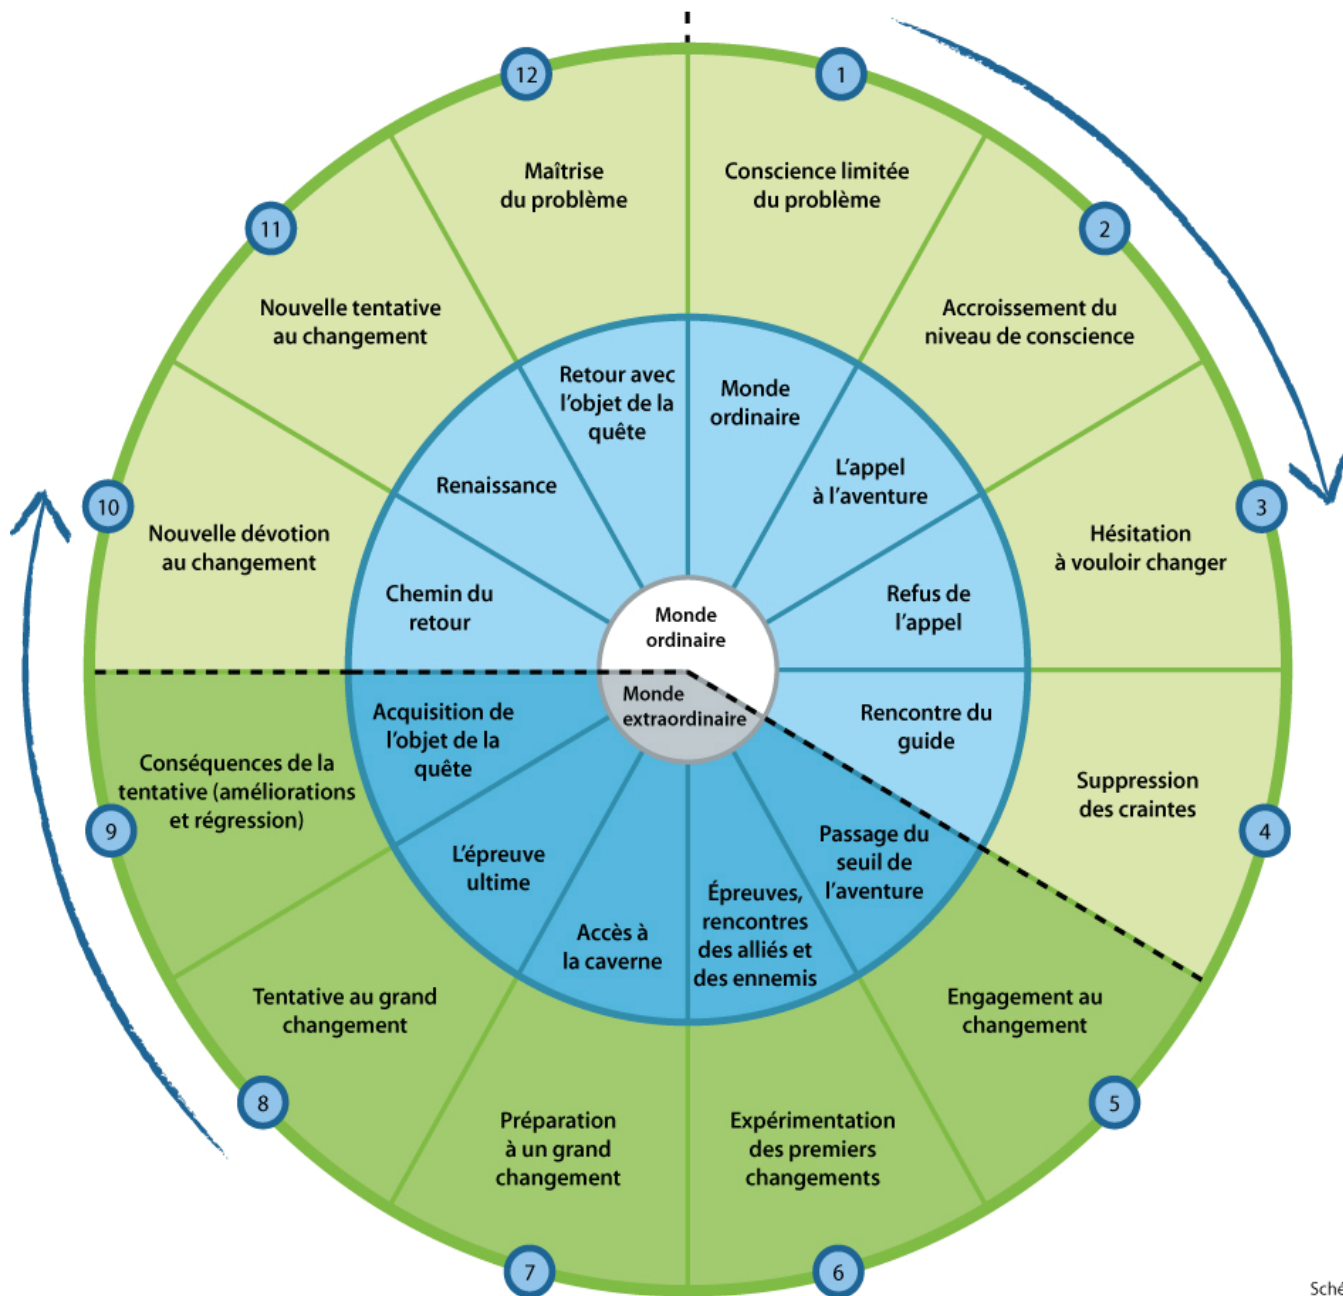 1
Conscience limitée
du problème
2
Accroissement du
niveau de conscience
3
Hésitation
à vouloir changer
4
Suppression
des craintes
5
Engagement au
changement
6
Expérimentation
des premiers
changements
7
Préparation
à un grand
changement
8
Tentative au grand
changement
9
Conséquences de la
tentative (améliorations
et régression)
10
Nouvelle dévotion
au changement
11
Nouvelle tentative
au changement
12
Maîtrise
du problème
Monde
ordinaire
L'appel
à l'aventure
Refus de
l'appel
Rencontre du
guide
Passage du
seuil de
l'aventure
Épreuves,
rencontres
des alliés et
des ennemis
Accès à
la caverne
L'épreuve
ultime
Acquisition de
l'objet de la
quête
Chemin du
retour
Renaissance
Retour avec
l'objet de la
quête
Monde
ordinaire
Monde
extraordinaire
Sché